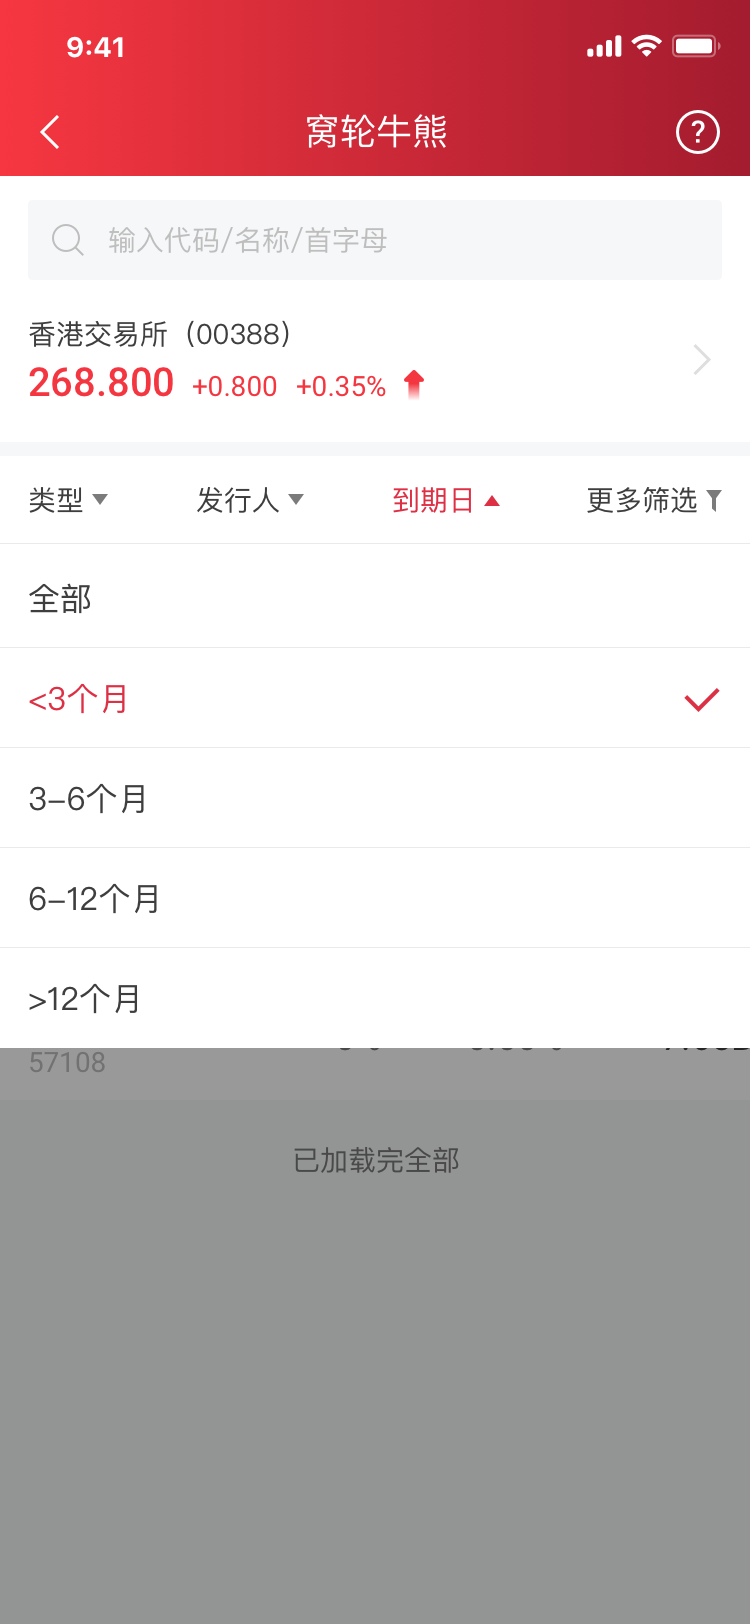 9:41
窝轮牛熊
?
输入代码/名称/首字母
香港交易所（00388）
268.800 +0.800 +0.35%
类型 发行人 到期日 更多筛选
全部
<3个月
3–6个月
6–12个月
>12个月
57108
已加载完全部